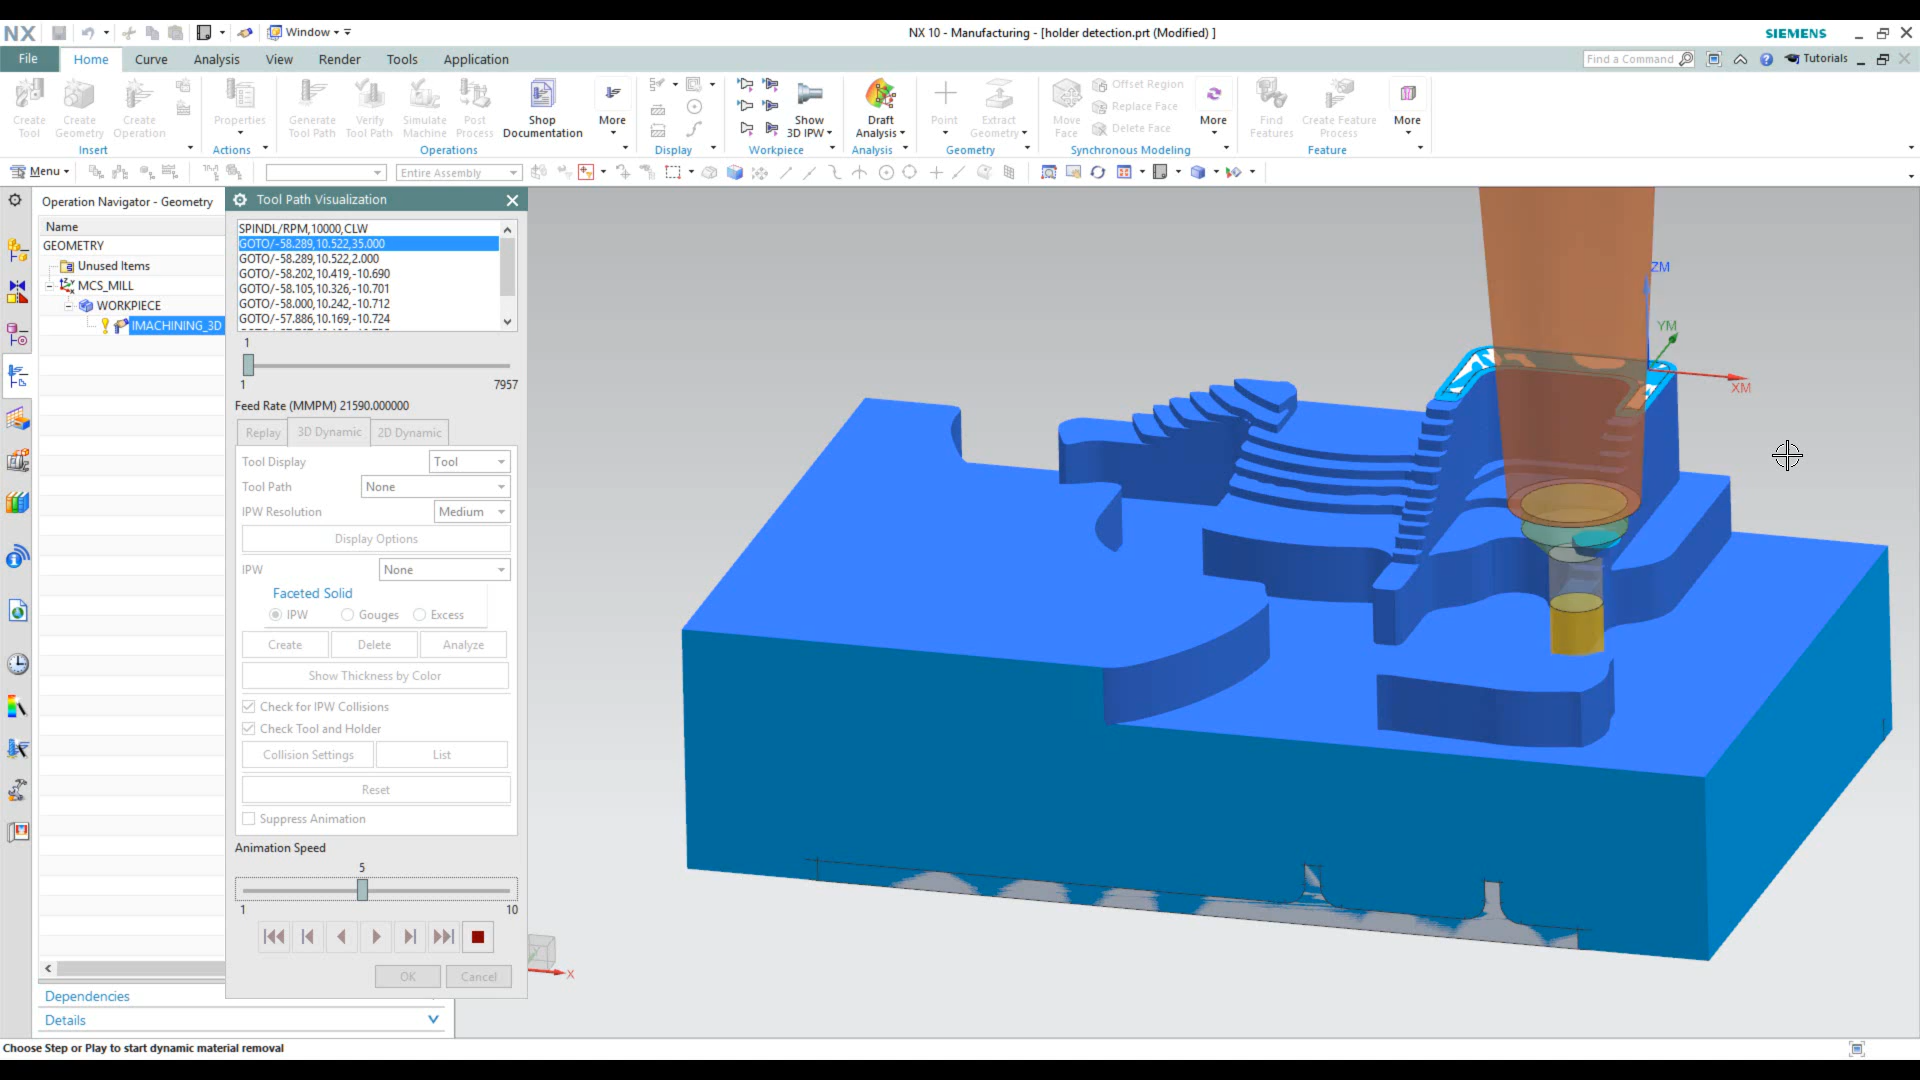 NX
Window
NX 10 - Manufacturing - [holder detection.prt (Modified) ]
SIEMENS
File
Home
Curve
Analysis
View
Render
Tools
Application
Find a Command
Tutorials
Create Tool
Create Geometry
Create Operation
Properties
Generate Tool Path
Verify Tool Path
Simulate Machine
Post Process
Shop Documentation
More
Show 3D IPW
Draft Analysis
Point
Extract Geometry
Move Face
Offset Region
Replace Face
Delete Face
More
Find Features
Create Feature Process
More
Insert
Actions
Operations
Display
Workpiece
Analysis
Geometry
Synchronous Modeling
Feature
Menu
Entire Assembly
Operation Navigator - Geometry
Name
GEOMETRY
Unused Items
MCS_MILL
WORKPIECE
IMACHINING_3D
Dependencies
Details
Tool Path Visualization
SPINDL/RPM,10000,CLW
GOTO/-58.289,10.522,35.000
GOTO/-58.289,10.522,2.000
GOTO/-58.202,10.419,-10.690
GOTO/-58.105,10.326,-10.701
GOTO/-58.000,10.242,-10.712
GOTO/-57.886,10.169,-10.724
1
1 7957
Feed Rate (MMPM) 21590.000000
Replay
3D Dynamic
2D Dynamic
Tool Display Tool
Tool Path None
IPW Resolution Medium
Display Options
IPW None
Faceted Solid
IPW Gouges Excess
Create Delete Analyze
Show Thickness by Color
Check for IPW Collisions
Check Tool and Holder
Collision Settings List
Reset
Suppress Animation
Animation Speed
5
1 10
OK Cancel
ZM
YM
XM
X
Choose Step or Play to start dynamic material removal